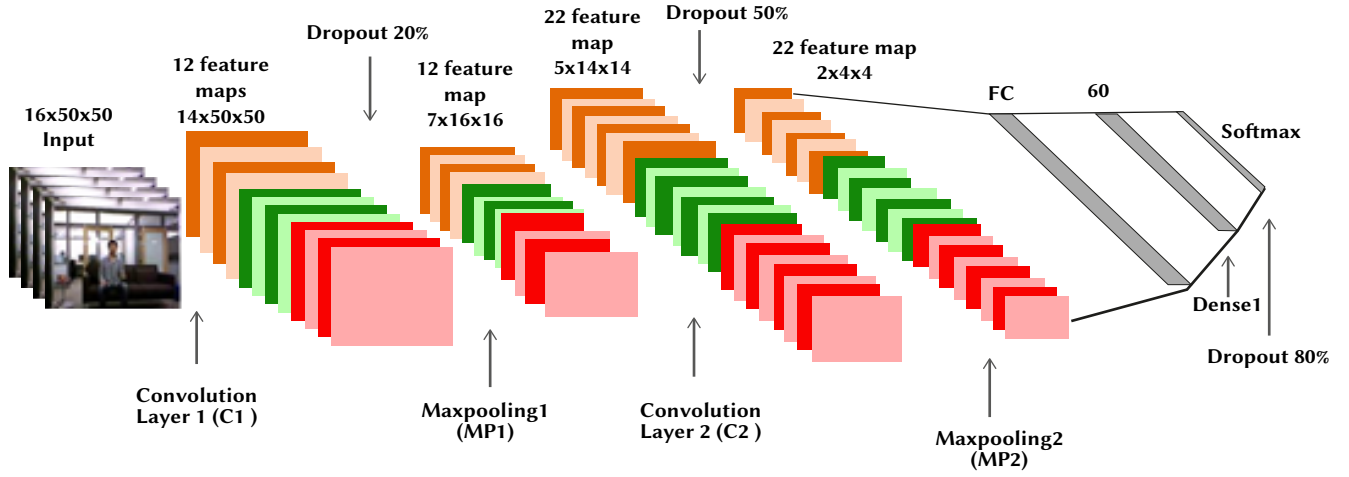 16x50x50
Input
12 feature
maps
14x50x50
Dropout 20%
12 feature
map
7x16x16
22 feature
map
5x14x14
Dropout 50%
22 feature map
2x4x4
FC
60
Softmax
Convolution
Layer 1 (C1 )
Maxpooling1
(MP1)
Convolution
Layer 2 (C2 )
Maxpooling2
(MP2)
Dense1
Dropout 80%